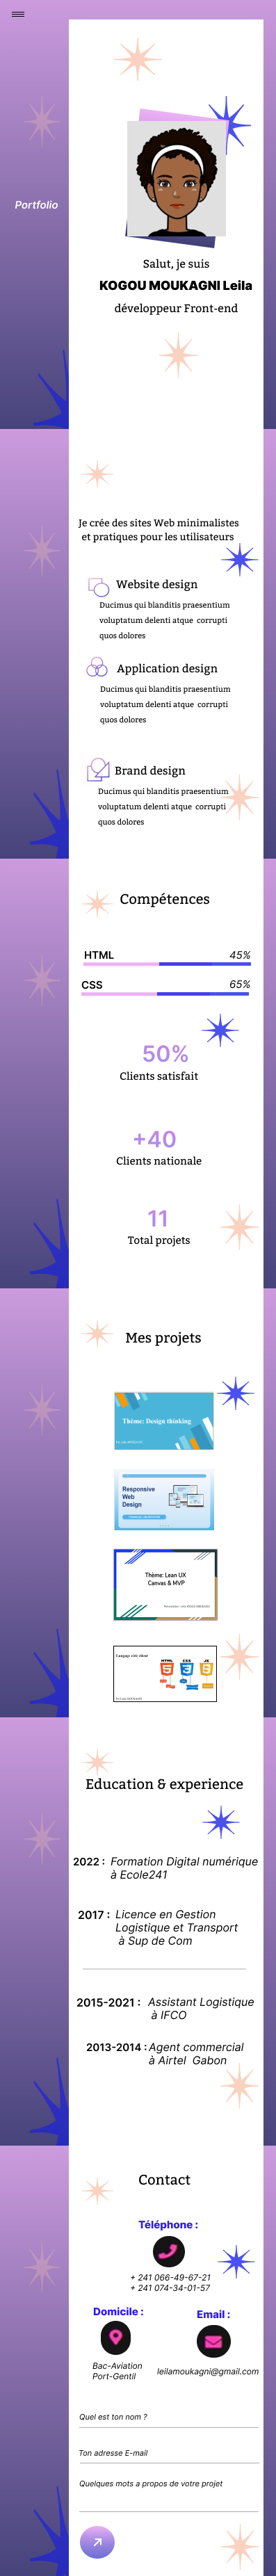 Portfolio
Salut, je suis
KOGOU MOUKAGNI Leila
développeur Front-end
Je crée des sites Web minimalistes
et pratiques pour les utilisateurs
Website design
Ducimus qui blanditis praesentium
voluptatum delenti atque corrupti
quos dolores
Application design
Ducimus qui blanditis praesentium
voluptatum delenti atque corrupti
quos dolores
Brand design
Ducimus qui blanditis praesentium
voluptatum delenti atque corrupti
quos dolores
Compétences
HTML 45%
CSS 65%
50%
Clients satisfait
+40
Clients nationale
11
Total projets
Mes projets
Thème: Design thinking
Responsive
Web
Design
Thème: Lean UX
Canvas & MVP
HTML CSS JS
Education & experience
2022 : Formation Digital numérique
à Ecole241
2017 : Licence en Gestion
Logistique et Transport
à Sup de Com
2015-2021 : Assistant Logistique
à IFCO
2013-2014 : Agent commercial
à Airtel Gabon
Contact
Téléphone :
+ 241 066-49-67-21
+ 241 074-34-01-57
Domicile :
Bac-Aviation
Port-Gentil
Email :
leilamoukagni@gmail.com
Quel est ton nom ?
Ton adresse E-mail
Quelques mots a propos de votre projet